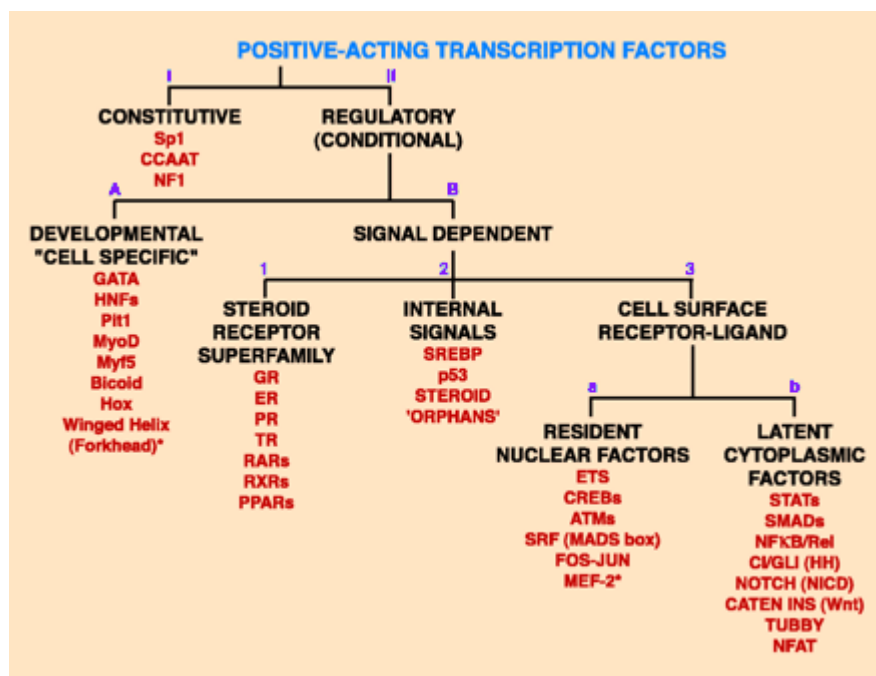 POSITIVE-ACTING TRANSCRIPTION FACTORS
I
II
CONSTITUTIVE
Sp1
CCAAT
NF1
REGULATORY
(CONDITIONAL)
A
B
DEVELOPMENTAL
"CELL SPECIFIC"
GATA
HNFs
Pit1
MyoD
Myf5
Bicoid
Hox
Winged Helix
(Forkhead)*
SIGNAL DEPENDENT
1
2
3
STEROID
RECEPTOR
SUPERFAMILY
GR
ER
PR
TR
RARs
RXRs
PPARs
INTERNAL
SIGNALS
SREBP
p53
STEROID
'ORPHANS'
CELL SURFACE
RECEPTOR-LIGAND
a
b
RESIDENT
NUCLEAR FACTORS
ETS
CREBs
ATMs
SRF (MADS box)
FOS-JUN
MEF-2*
LATENT
CYTOPLASMIC
FACTORS
STATs
SMADs
NFκB/Rel
CI/GLI (HH)
NOTCH (NICD)
CATEN INS (Wnt)
TUBBY
NFAT